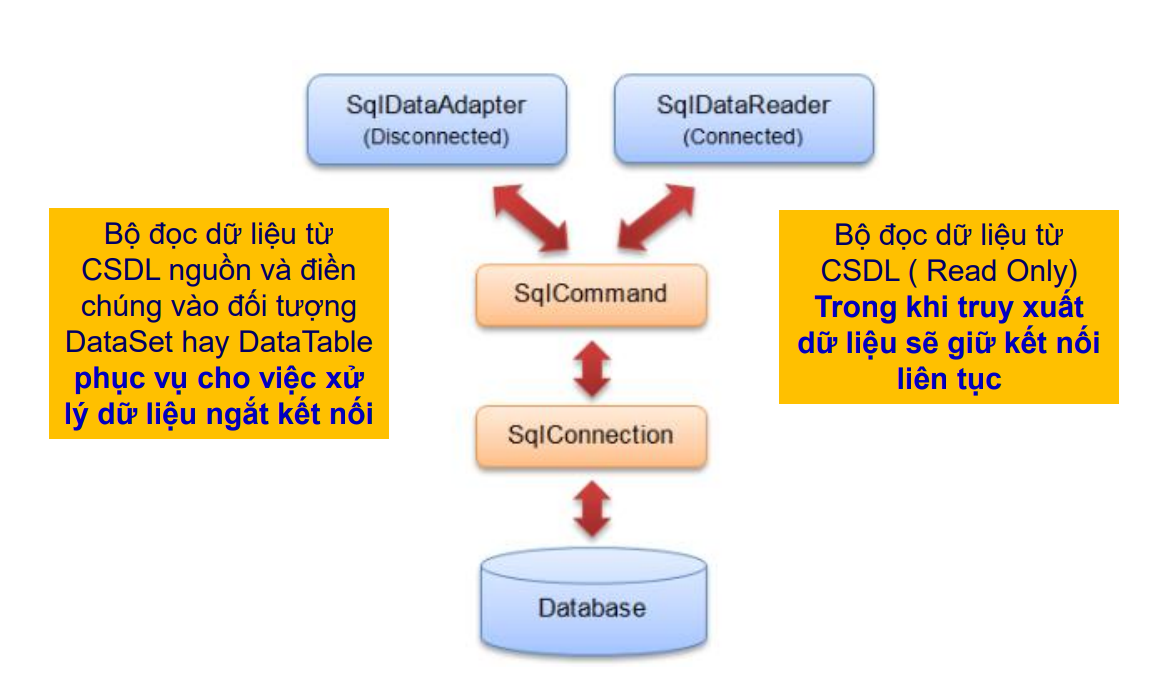 SqlDataAdapter
(Disconnected)
SqlDataReader
(Connected)
Bộ đọc dữ liệu từ
CSDL nguồn và điền
chúng vào đối tượng
DataSet hay DataTable
phục vụ cho việc xử
lý dữ liệu ngắt kết nối
Bộ đọc dữ liệu từ
CSDL ( Read Only)
Trong khi truy xuất
dữ liệu sẽ giữ kết nối
liên tục
SqlCommand
SqlConnection
Database